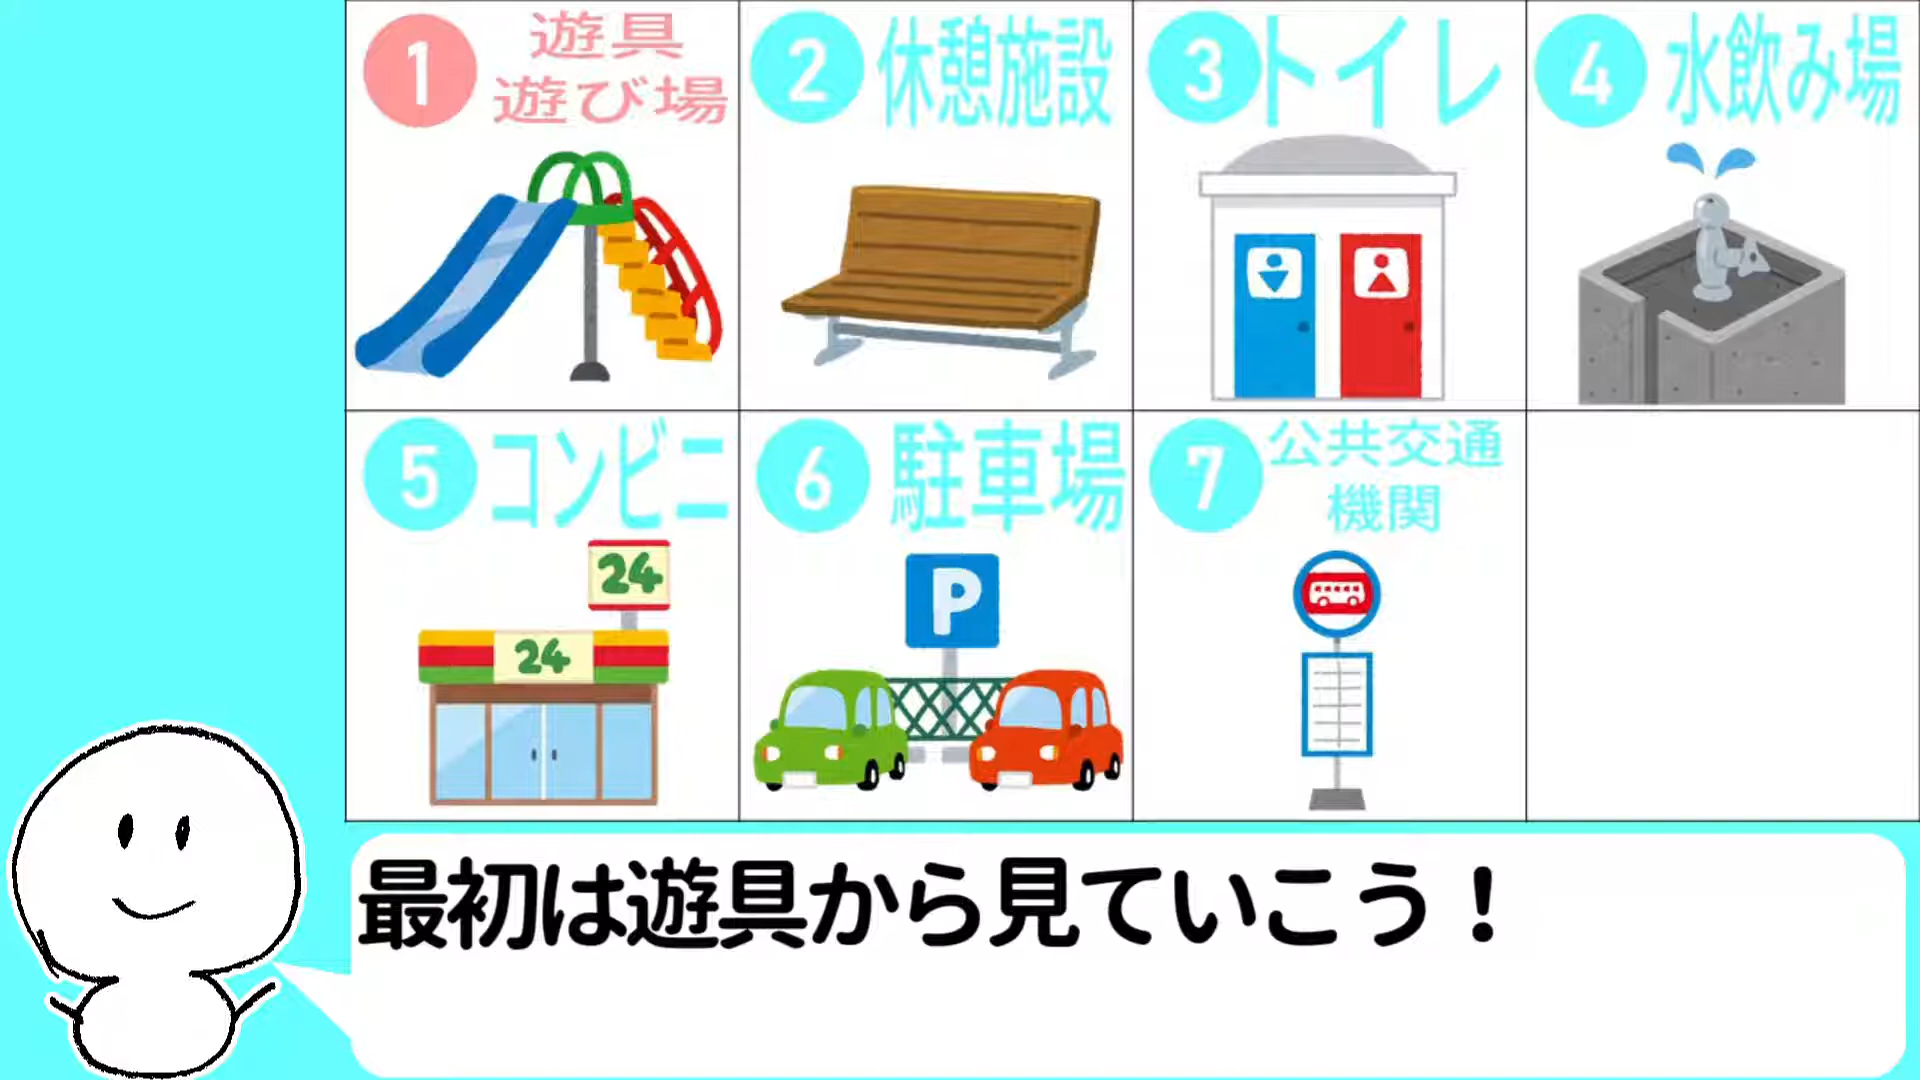 1 遊具
遊び場
2 休憩施設
3 トイレ
4 水飲み場
5 コンビニ
24
24
6 駐車場
P
7 公共交通
機関
最初は遊具から見ていこう！